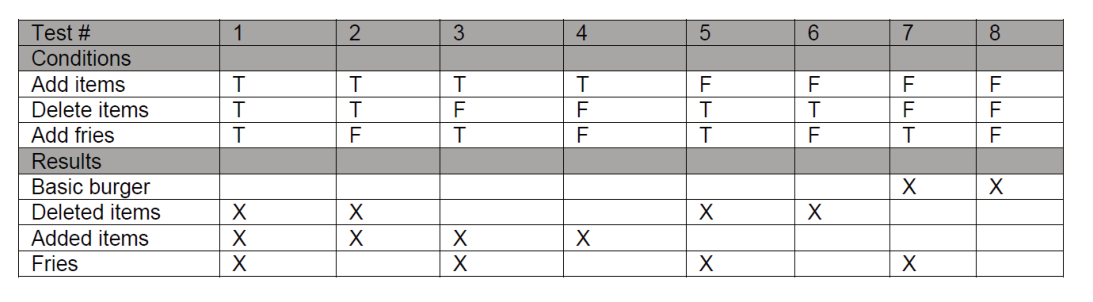 Test # 1 2 3 4 5 6 7 8
Conditions
Add items T T T T F F F F
Delete items T T F F T T F F
Add fries T F T F T F T F
Results
Basic burger X X
Deleted items X X X X
Added items X X X X
Fries X X X X